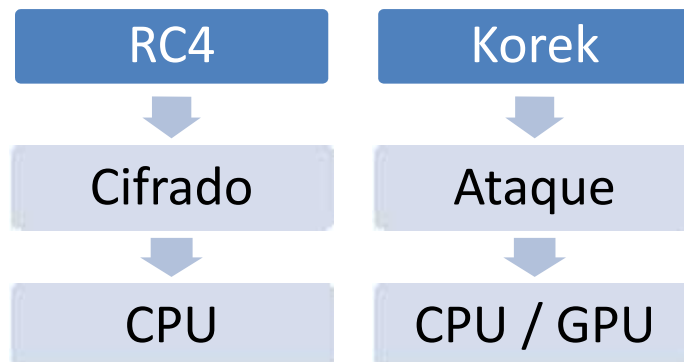 RC4
Korek
Cifrado
Ataque
CPU
CPU / GPU